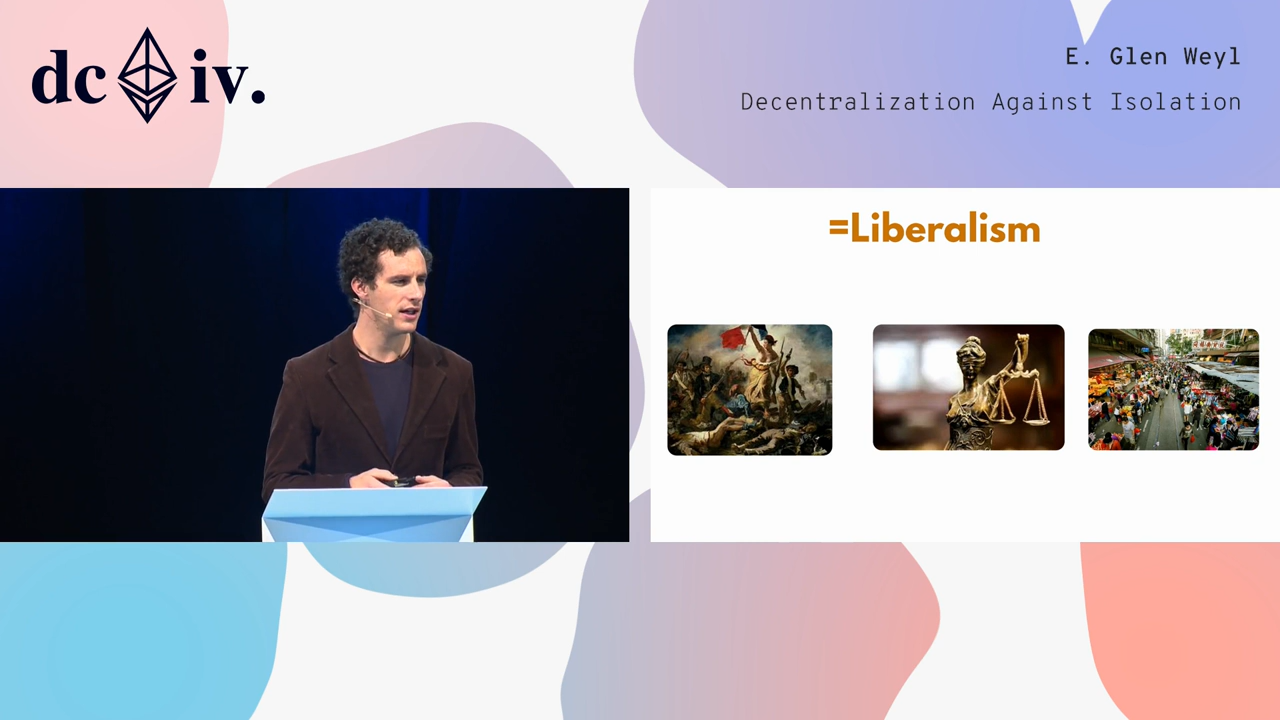 dc iv.
E. Glen Weyl
Decentralization Against Isolation
=Liberalism